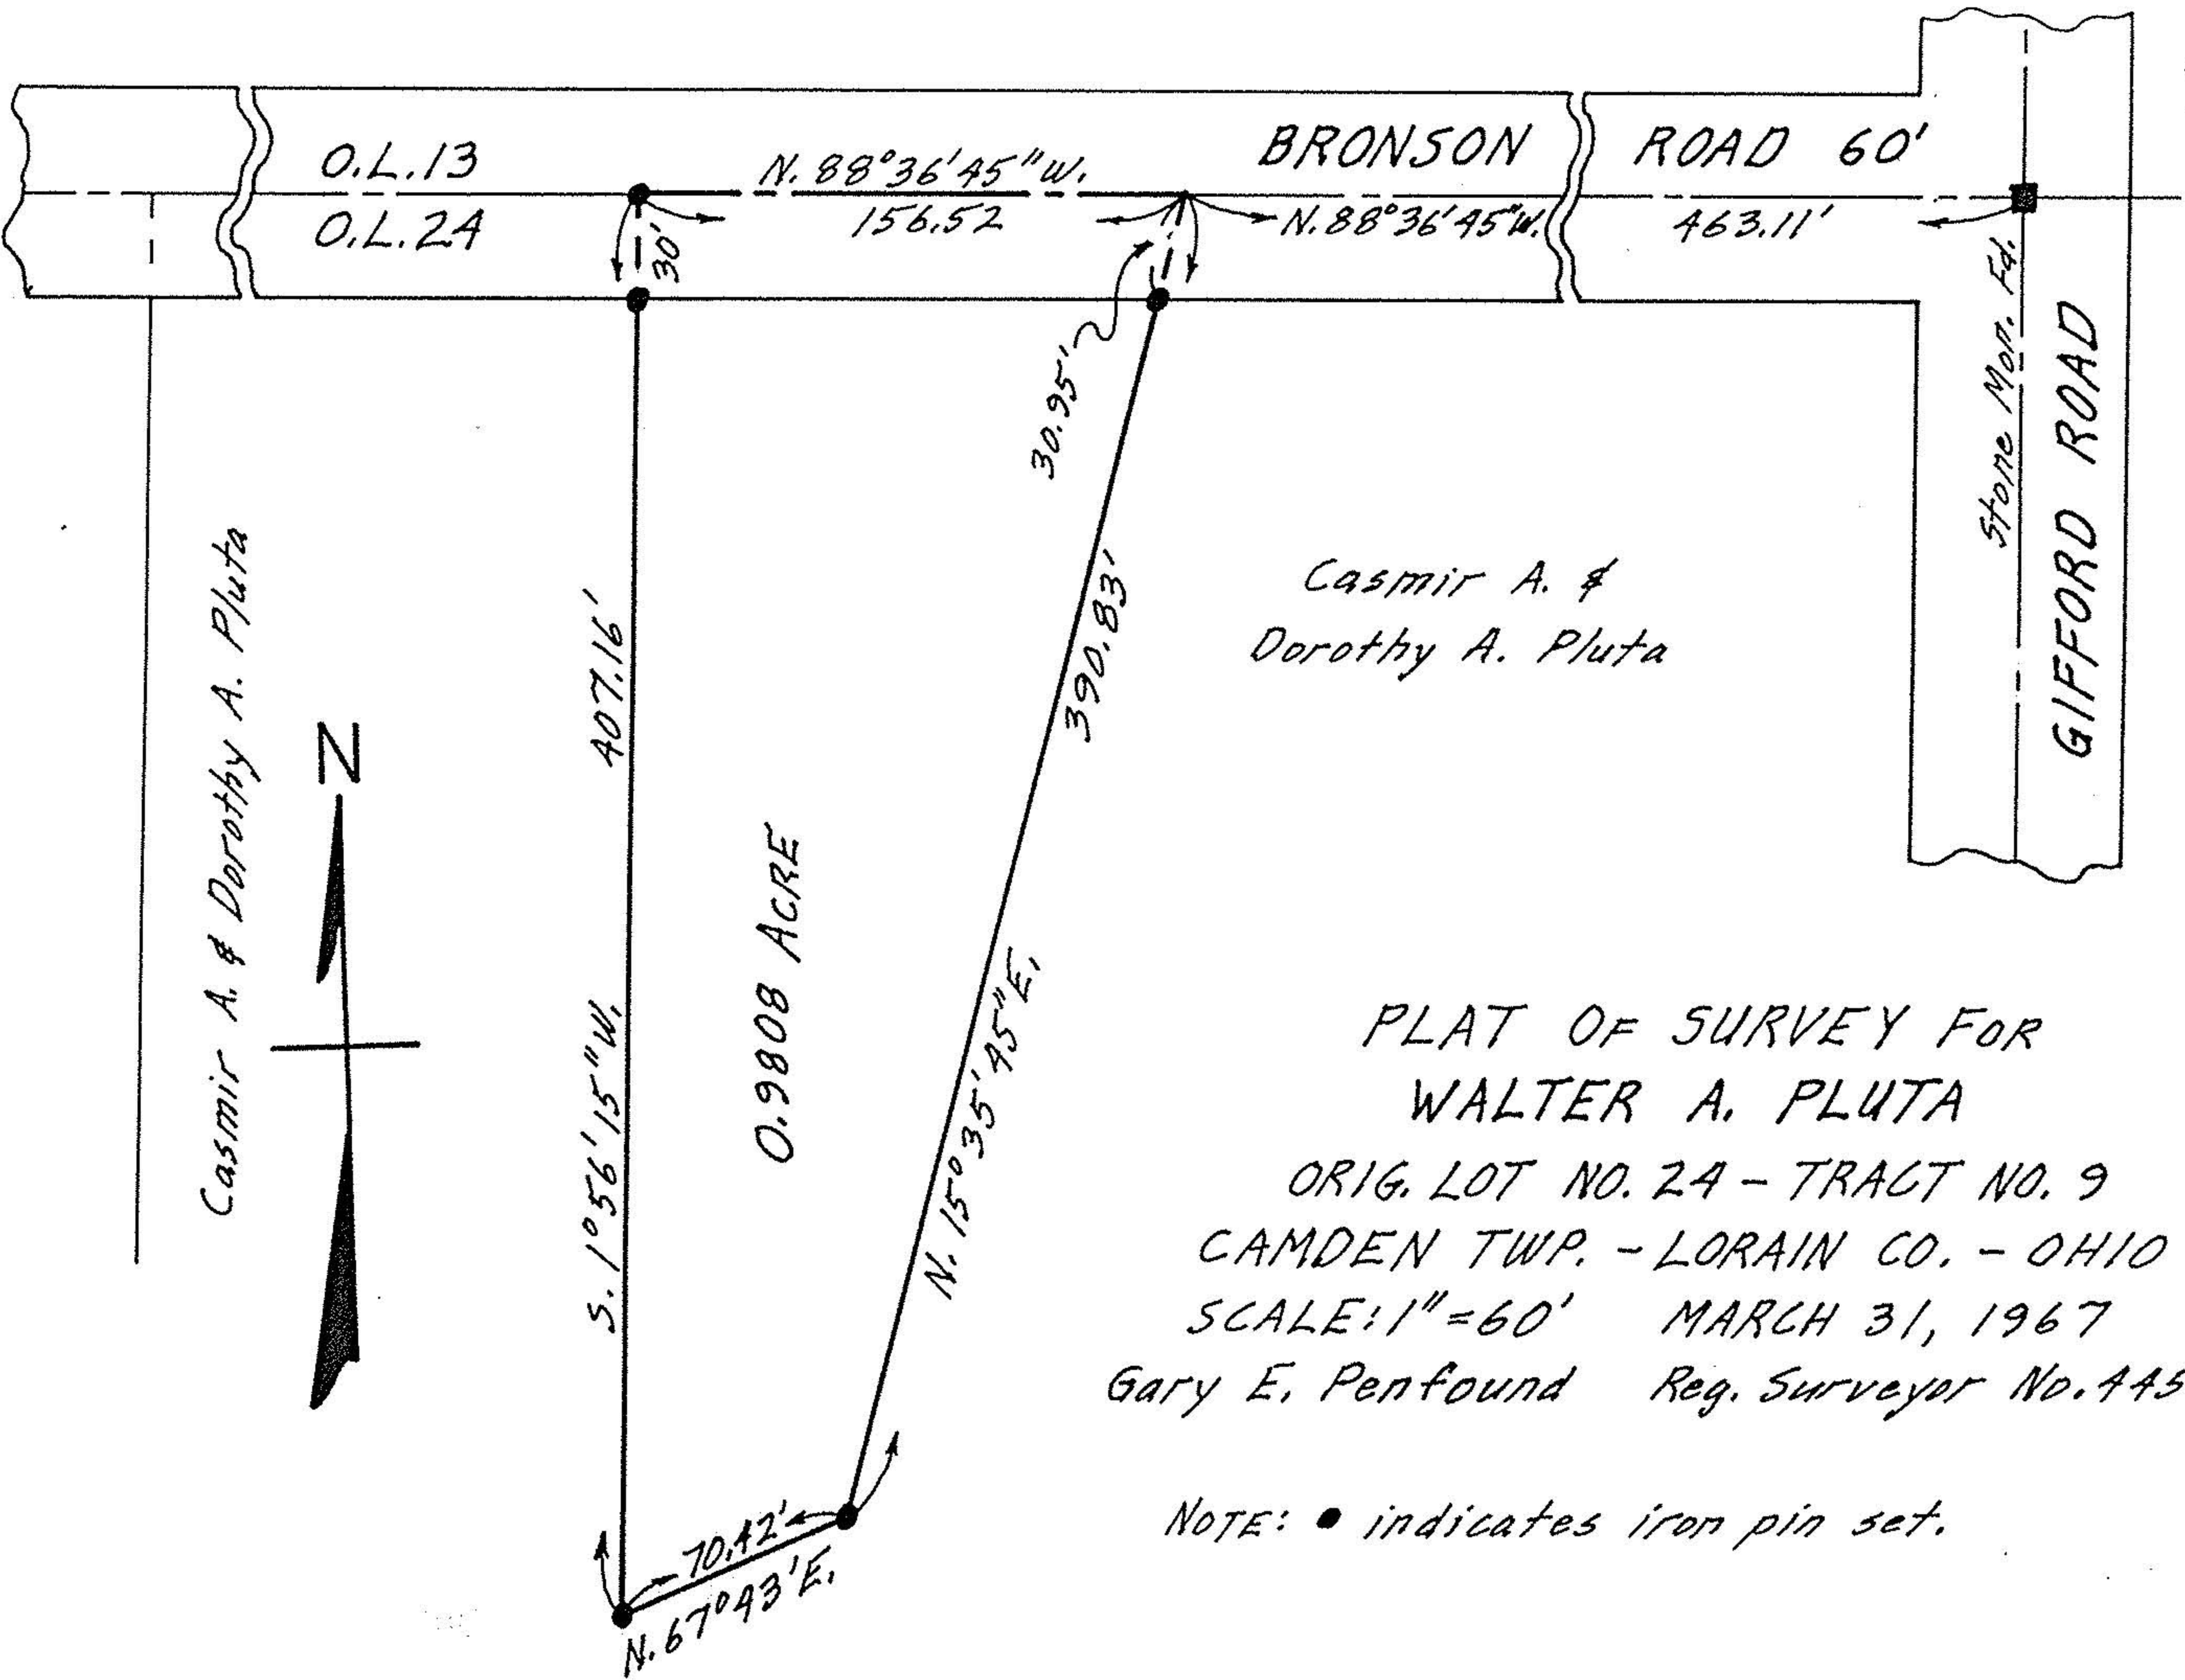 O.L.13
O.L.24
N. 88°36'45"W.
156.52
BRONSON ROAD 60'
N.88°36'45"W.
463.11'
30'
30.95'
Stone Mon. Fd.
GIFFORD ROAD
Casmir A. & Dorothy A. Pluta
N
407.16'
S. 1°56'15"W.
0.9808 ACRE
390.83'
N. 15°35'45"E.
Casmir A. &
Dorothy A. Pluta
70.42'
N. 67°43'E.
PLAT OF SURVEY FOR
WALTER A. PLUTA
ORIG. LOT NO. 24 - TRACT NO. 9
CAMDEN TWP. - LORAIN CO. - OHIO
SCALE: 1"=60' MARCH 31, 1967
Gary E. Penfound Reg. Surveyor No.445
NOTE: ● indicates iron pin set.